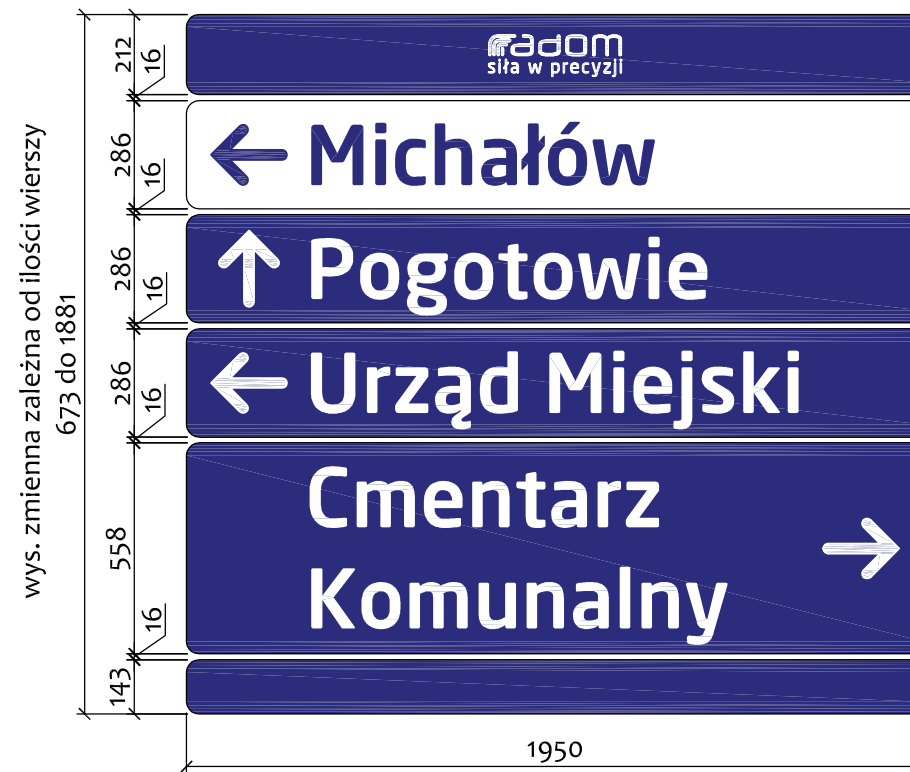 212
16
radom
siła w precyzji
286
16
Michałów
286
16
Pogotowie
286
16
Urząd Miejski
558
16
Cmentarz
Komunalny
143
wys. zmienna zależna od ilości wierszy
673 do 1881
1950